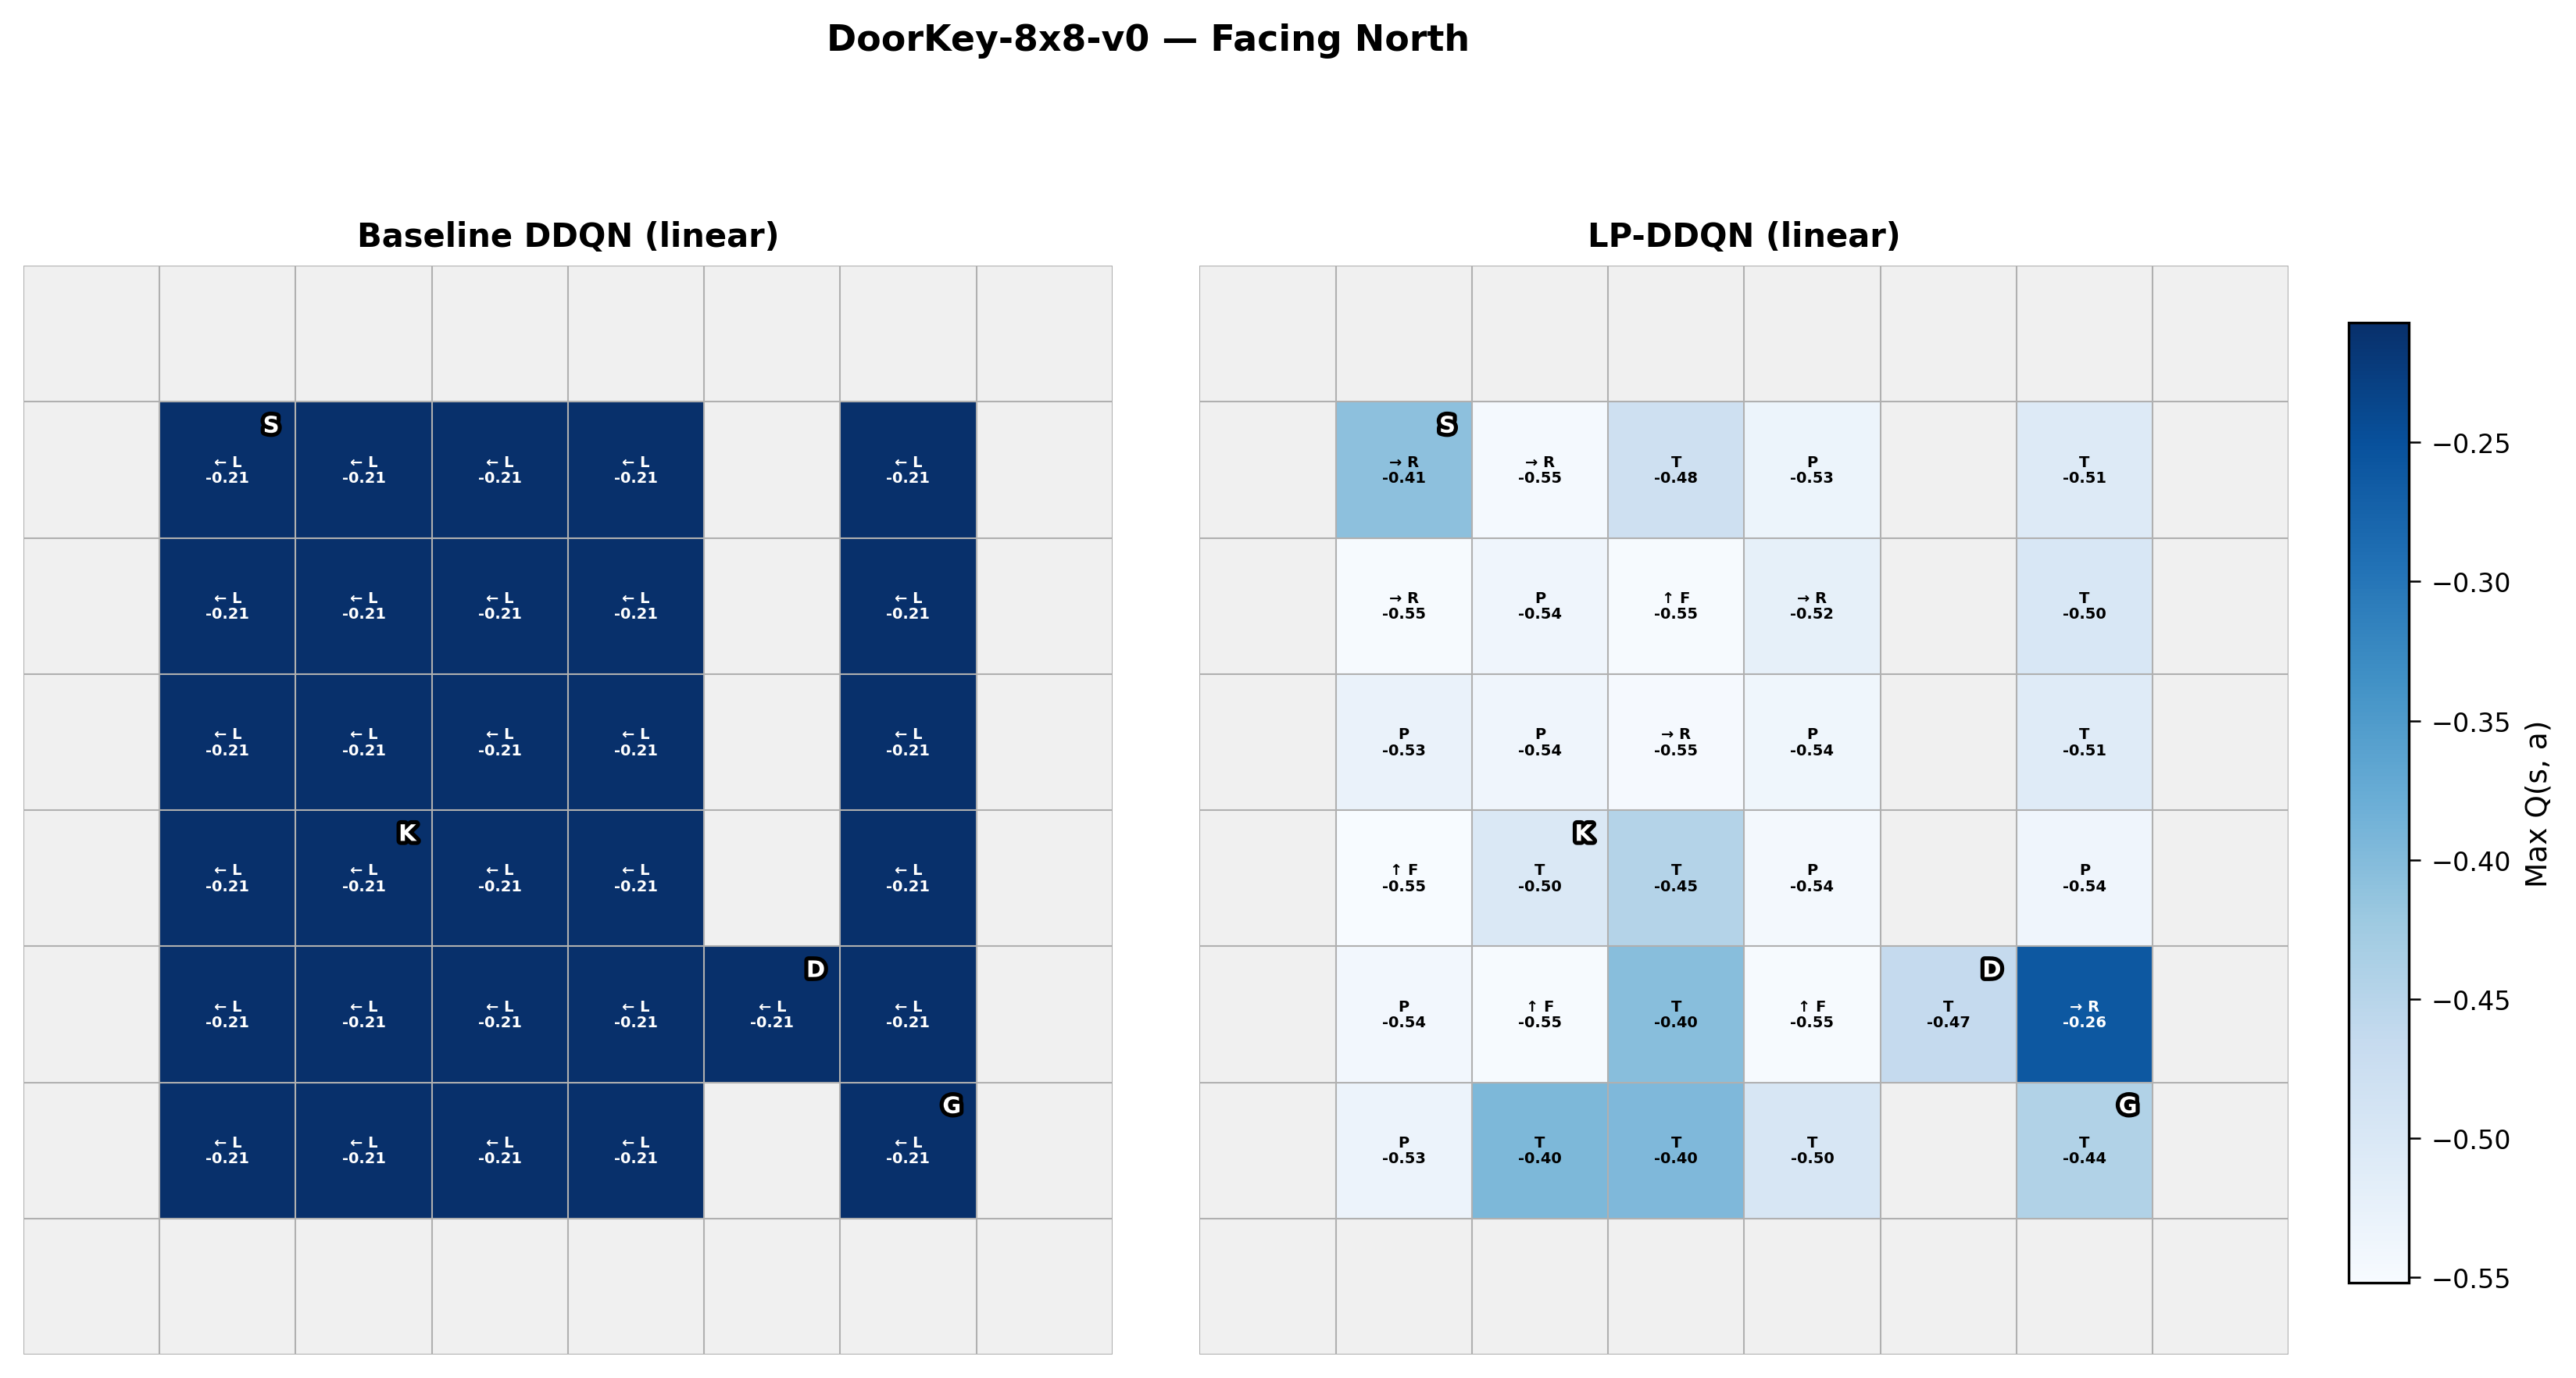 DoorKey-8x8-v0 — Facing North
Baseline DDQN (linear)
S
← L ← L ← L ← L ← L
-0.21 -0.21 -0.21 -0.21 -0.21
← L ← L ← L ← L ← L
-0.21 -0.21 -0.21 -0.21 -0.21
← L ← L ← L ← L ← L
-0.21 -0.21 -0.21 -0.21 -0.21
K
← L ← L ← L ← L ← L
-0.21 -0.21 -0.21 -0.21 -0.21
D
← L ← L ← L ← L ← L ← L
-0.21 -0.21 -0.21 -0.21 -0.21 -0.21
G
← L ← L ← L ← L ← L
-0.21 -0.21 -0.21 -0.21 -0.21
LP-DDQN (linear)
S
→ R → R T P T
-0.41 -0.55 -0.48 -0.53 -0.51
→ R P ↑ F → R T
-0.55 -0.54 -0.55 -0.52 -0.50
P P → R P T
-0.53 -0.54 -0.55 -0.54 -0.51
K
↑ F T T P P
-0.55 -0.50 -0.45 -0.54 -0.54
D
P ↑ F T ↑ F T → R
-0.54 -0.55 -0.40 -0.55 -0.47 -0.26
G
P T T T T
-0.53 -0.40 -0.40 -0.50 -0.44
−0.25
−0.30
−0.35
−0.40
−0.45
−0.50
−0.55
Max Q(s, a)